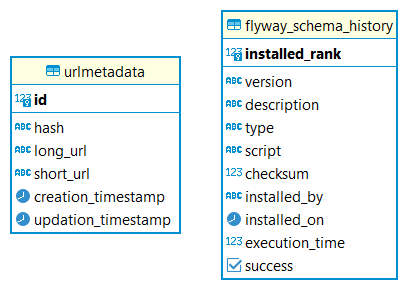 urlmetadata
123 id
ABC hash
ABC long_url
ABC short_url
creation_timestamp
updation_timestamp
flyway_schema_history
123 installed_rank
ABC version
ABC description
ABC type
ABC script
123 checksum
ABC installed_by
installed_on
123 execution_time
success